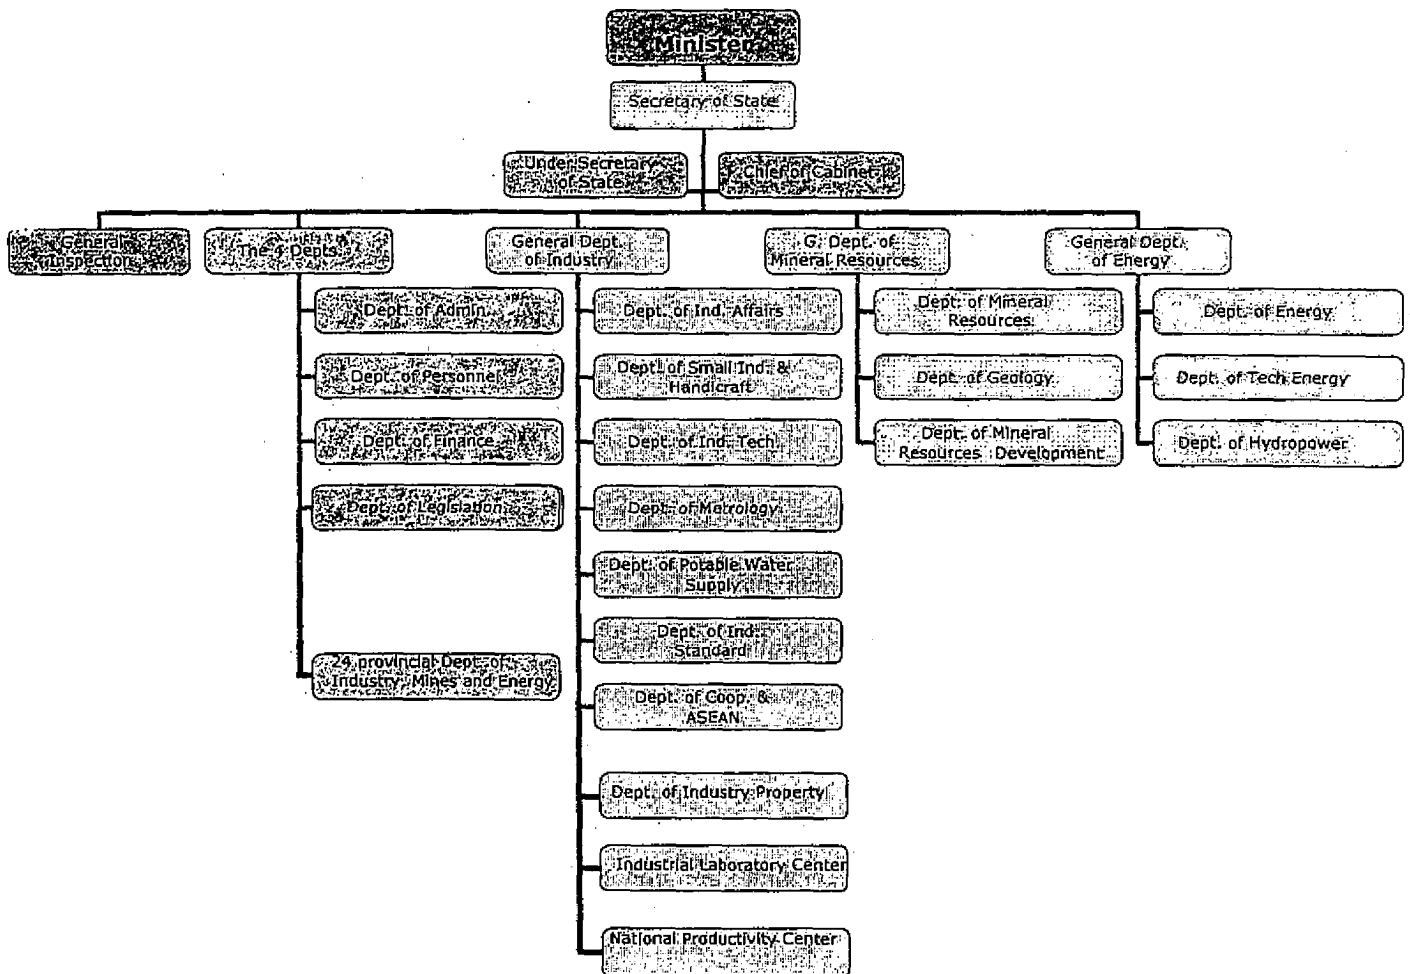 Minister
Secretary of State
Under Secretary
of State
Chief of Cabinet
General
Inspection
The 4 Depts
General Dept.
of Industry
G. Dept. of
Mineral Resources
General Dept.
of Energy
Dept. of Admin.
Dept. of Personnel
Dept. of Finance
Dept. of Legislation
24 provincial Dept. of
Industry Mines and Energy
Dept. of Ind. Affairs
Dept. of Small Ind. &
Handicraft
Dept. of Ind. Tech.
Dept. of Metrology
Dept. of Potable Water
Supply
Dept. of Ind.
Standard
Dept. of Coop. &
ASEAN
Dept. of Industry Property
Industrial Laboratory Center
National Productivity Center
Dept. of Mineral
Resources
Dept. of Geology
Dept. of Mineral
Resources Development
Dept. of Energy
Dept. of Tech Energy
Dept. of Hydropower